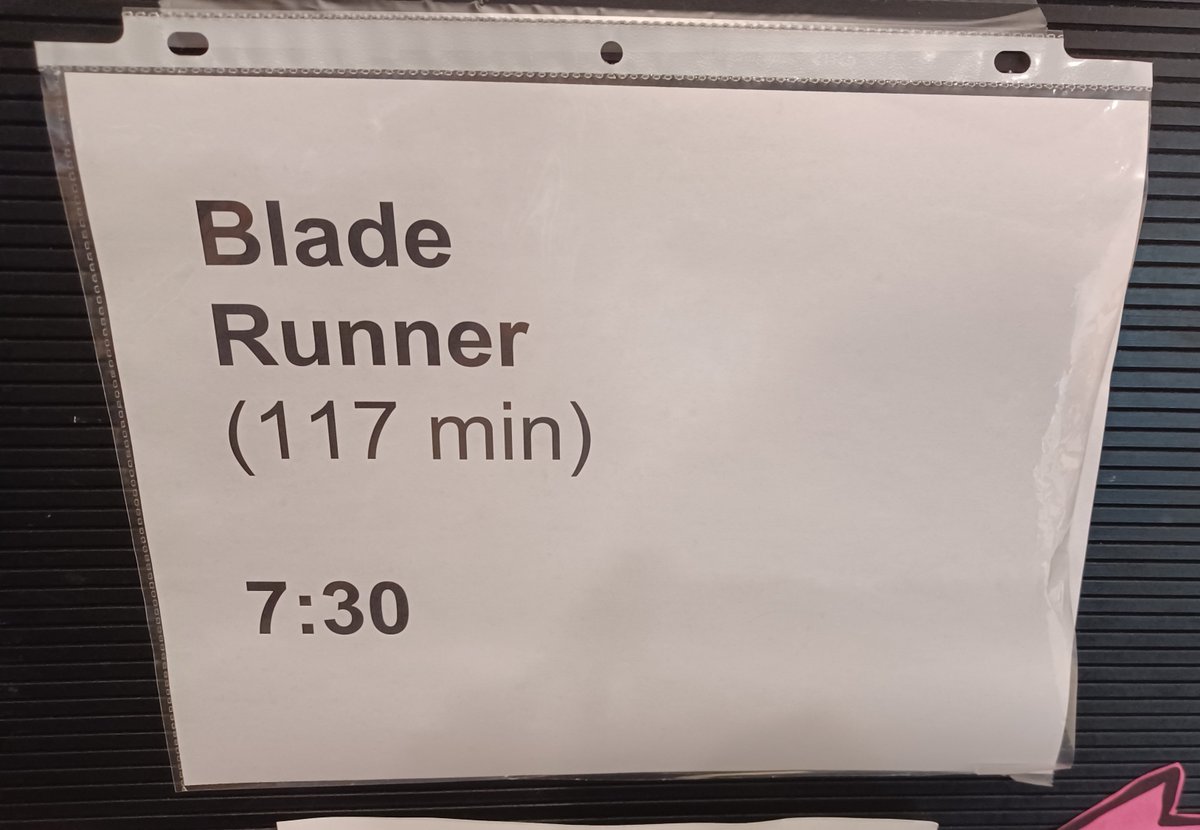 Blade
Runner
(117 min)
7:30